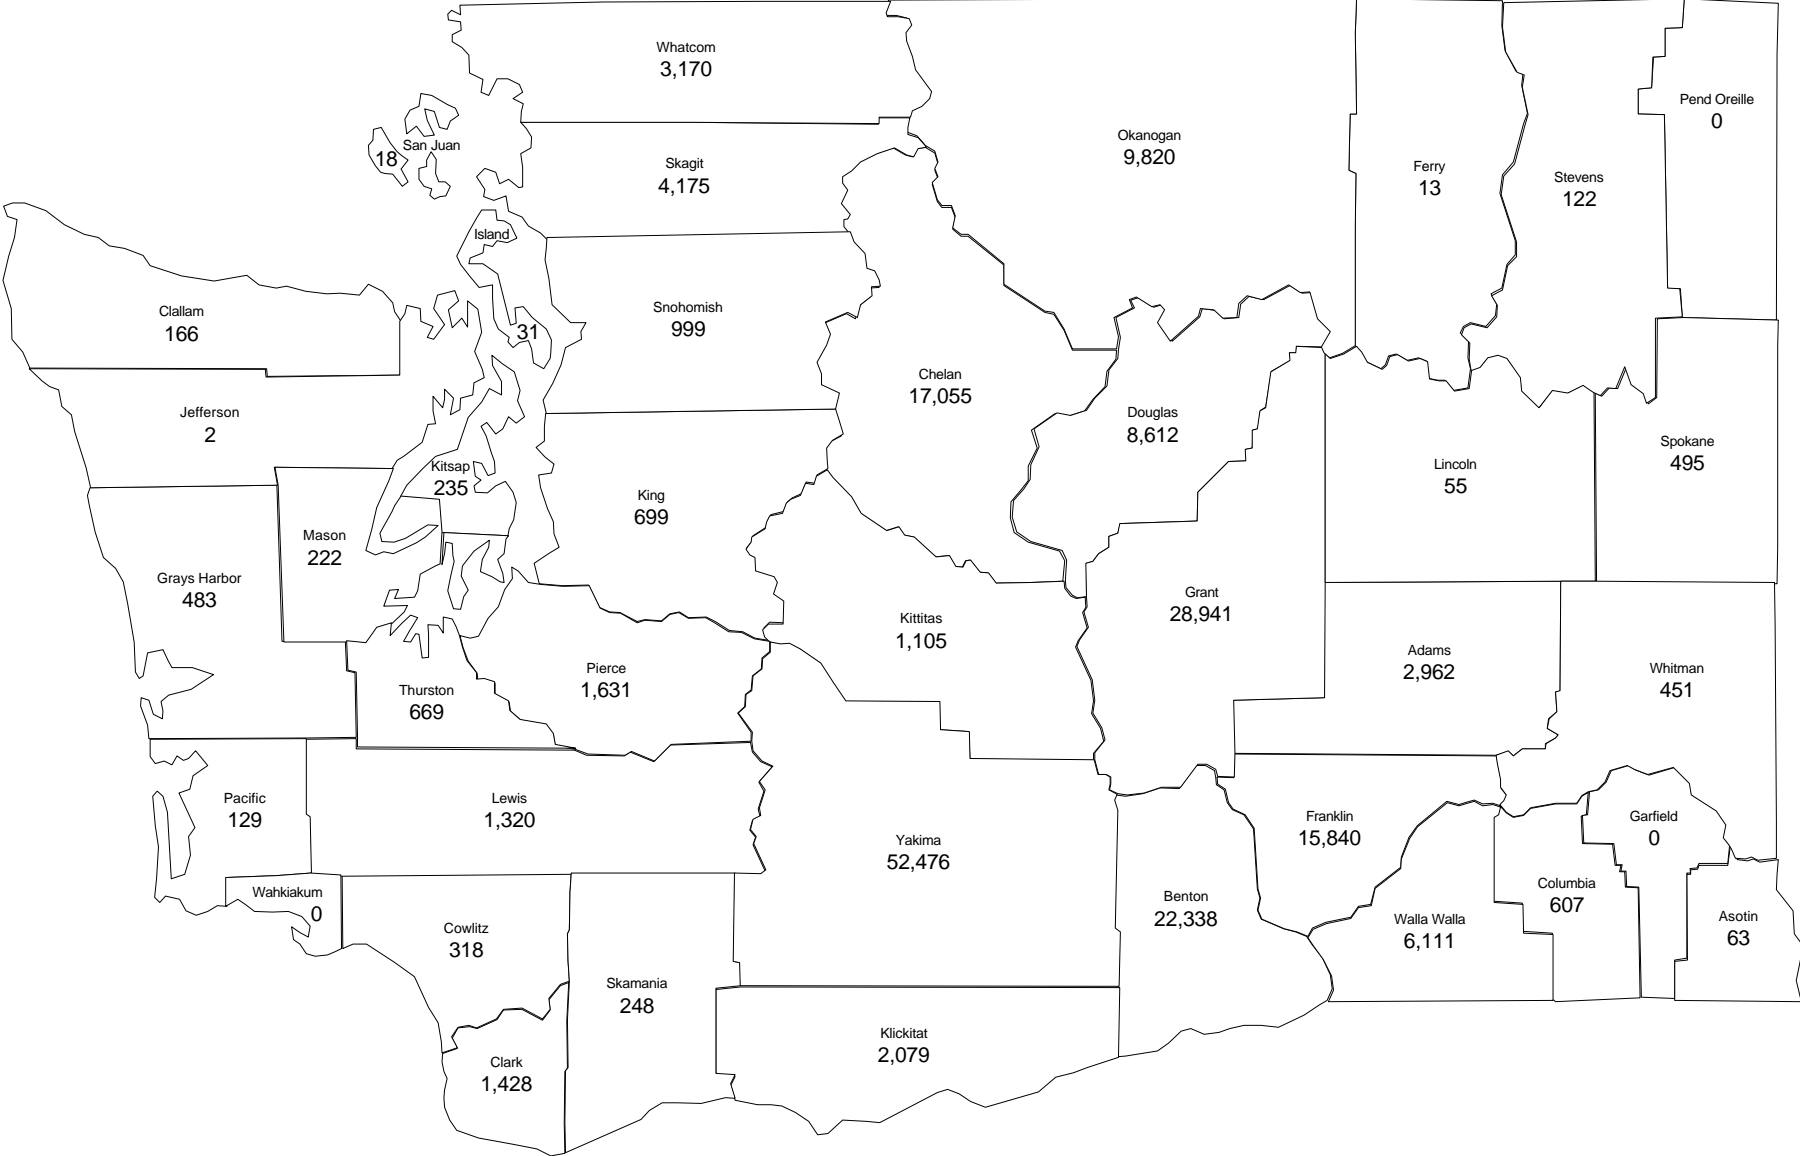 Whatcom
3,170
Pend Oreille
0
Okanogan
9,820
San Juan
18
Skagit
4,175
Ferry
13
Stevens
122
Island
31
Clallam
166
Snohomish
999
Chelan
17,055
Jefferson
2
Douglas
8,612
Spokane
495
Kitsap
235
Lincoln
55
King
699
Mason
222
Grays Harbor
483
Grant
28,941
Kittitas
1,105
Adams
2,962
Pierce
1,631
Whitman
451
Thurston
669
Pacific
129
Lewis
1,320
Franklin
15,840
Garfield
0
Yakima
52,476
Wahkiakum
0
Columbia
607
Benton
22,338
Walla Walla
6,111
Asotin
63
Cowlitz
318
Skamania
248
Klickitat
2,079
Clark
1,428